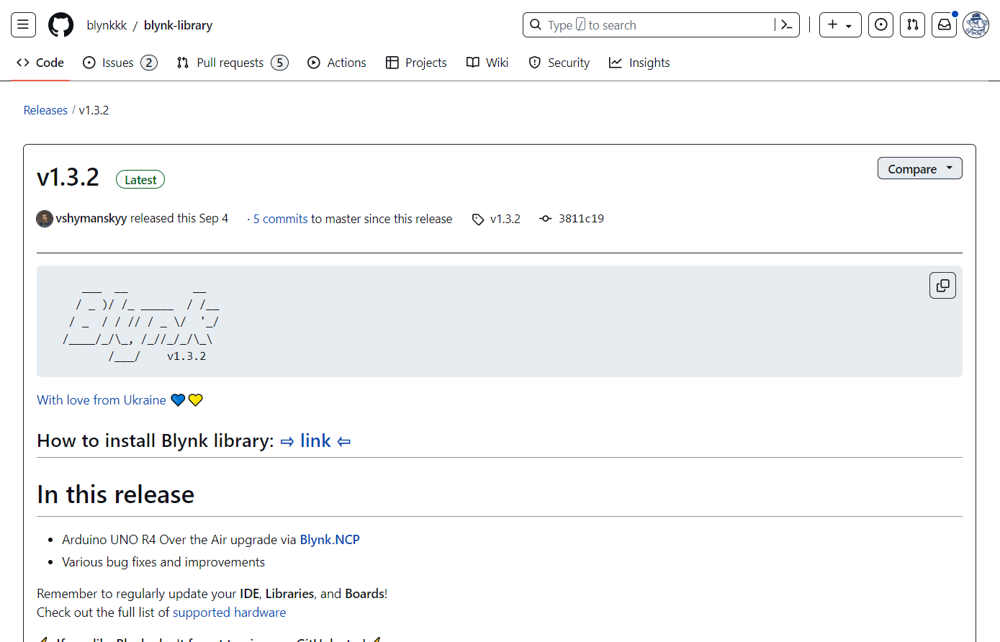 blynkkk / blynk-library
Type / to search
Code
Issues 2
Pull requests 5
Actions
Projects
Wiki
Security
Insights
Releases / v1.3.2
v1.3.2 Latest
Compare
vshymanskyy released this Sep 4 · 5 commits to master since this release v1.3.2 3811c19
   ___  __          __
  / _ )/ /_ _____  / /__
 / _  / / // / _ \/  '_/
/____/_/\_, /_//_/_/\_\
       /___/    v1.3.2
With love from Ukraine 💙💛
How to install Blynk library: ⇨ link ⇦
In this release
• Arduino UNO R4 Over the Air upgrade via Blynk.NCP
• Various bug fixes and improvements
Remember to regularly update your IDE, Libraries, and Boards!
Check out the full list of supported hardware